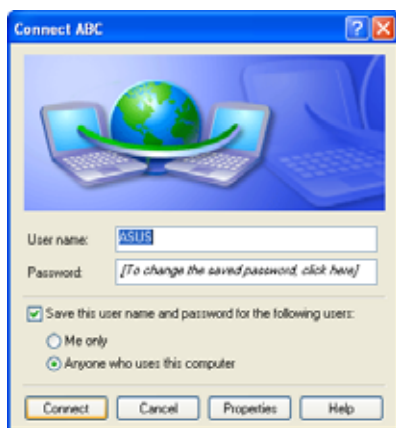 Connect ABC
User name: ASUS
Password: [To change the saved password, click here]
Save this user name and password for the following users:
Me only
Anyone who uses this computer
Connect Cancel Properties Help